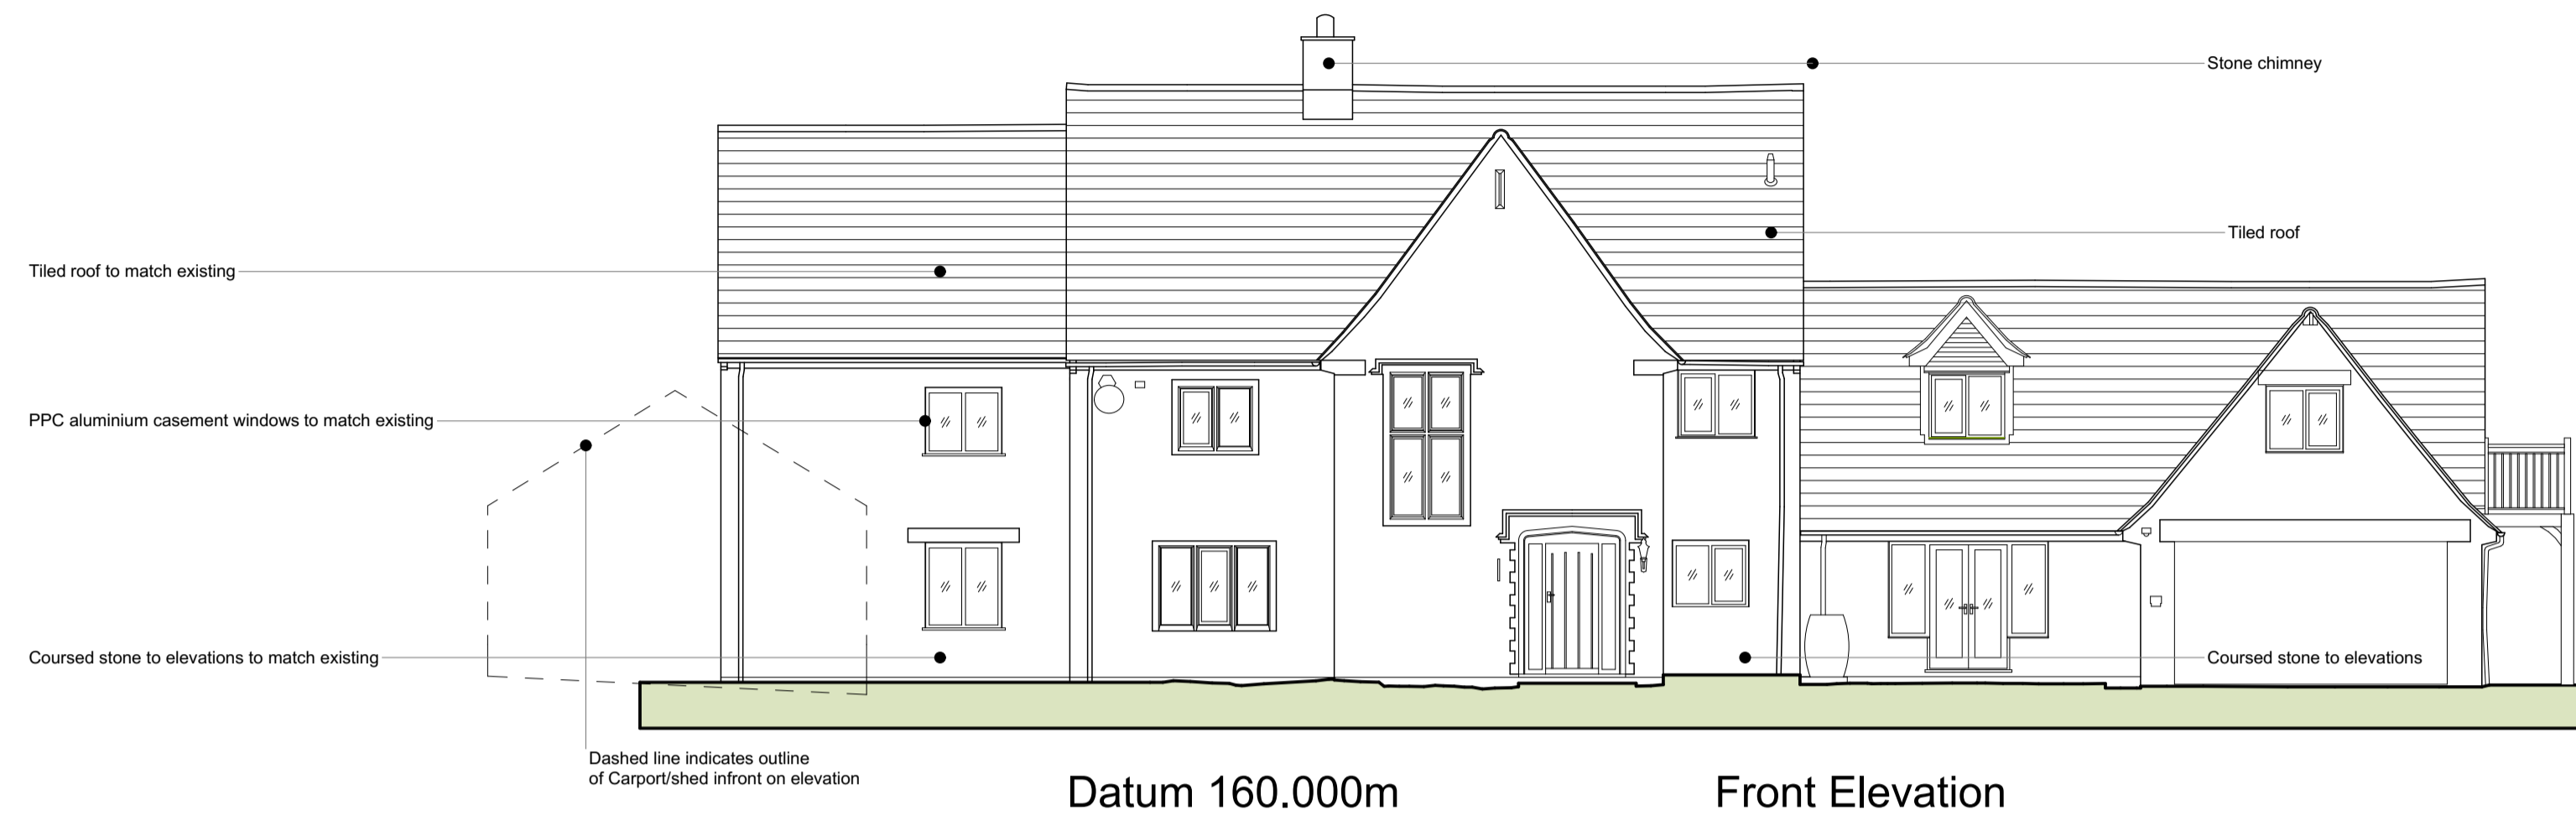 Stone chimney
Tiled roof
Tiled roof to match existing
PPC aluminium casement windows to match existing
Coursed stone to elevations to match existing
Coursed stone to elevations
Dashed line indicates outline
of Carport/shed infront on elevation
Datum 160.000m
Front Elevation